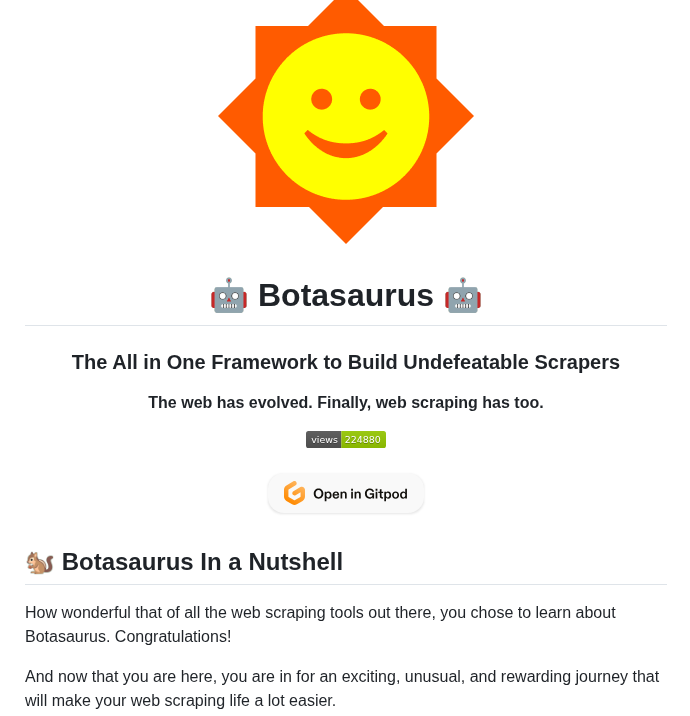 🤖 Botasaurus 🤖
The All in One Framework to Build Undefeatable Scrapers
The web has evolved. Finally, web scraping has too.
views 224880
Open in Gitpod
🐿️ Botasaurus In a Nutshell
How wonderful that of all the web scraping tools out there, you chose to learn about
Botasaurus. Congratulations!
And now that you are here, you are in for an exciting, unusual, and rewarding journey that
will make your web scraping life a lot easier.